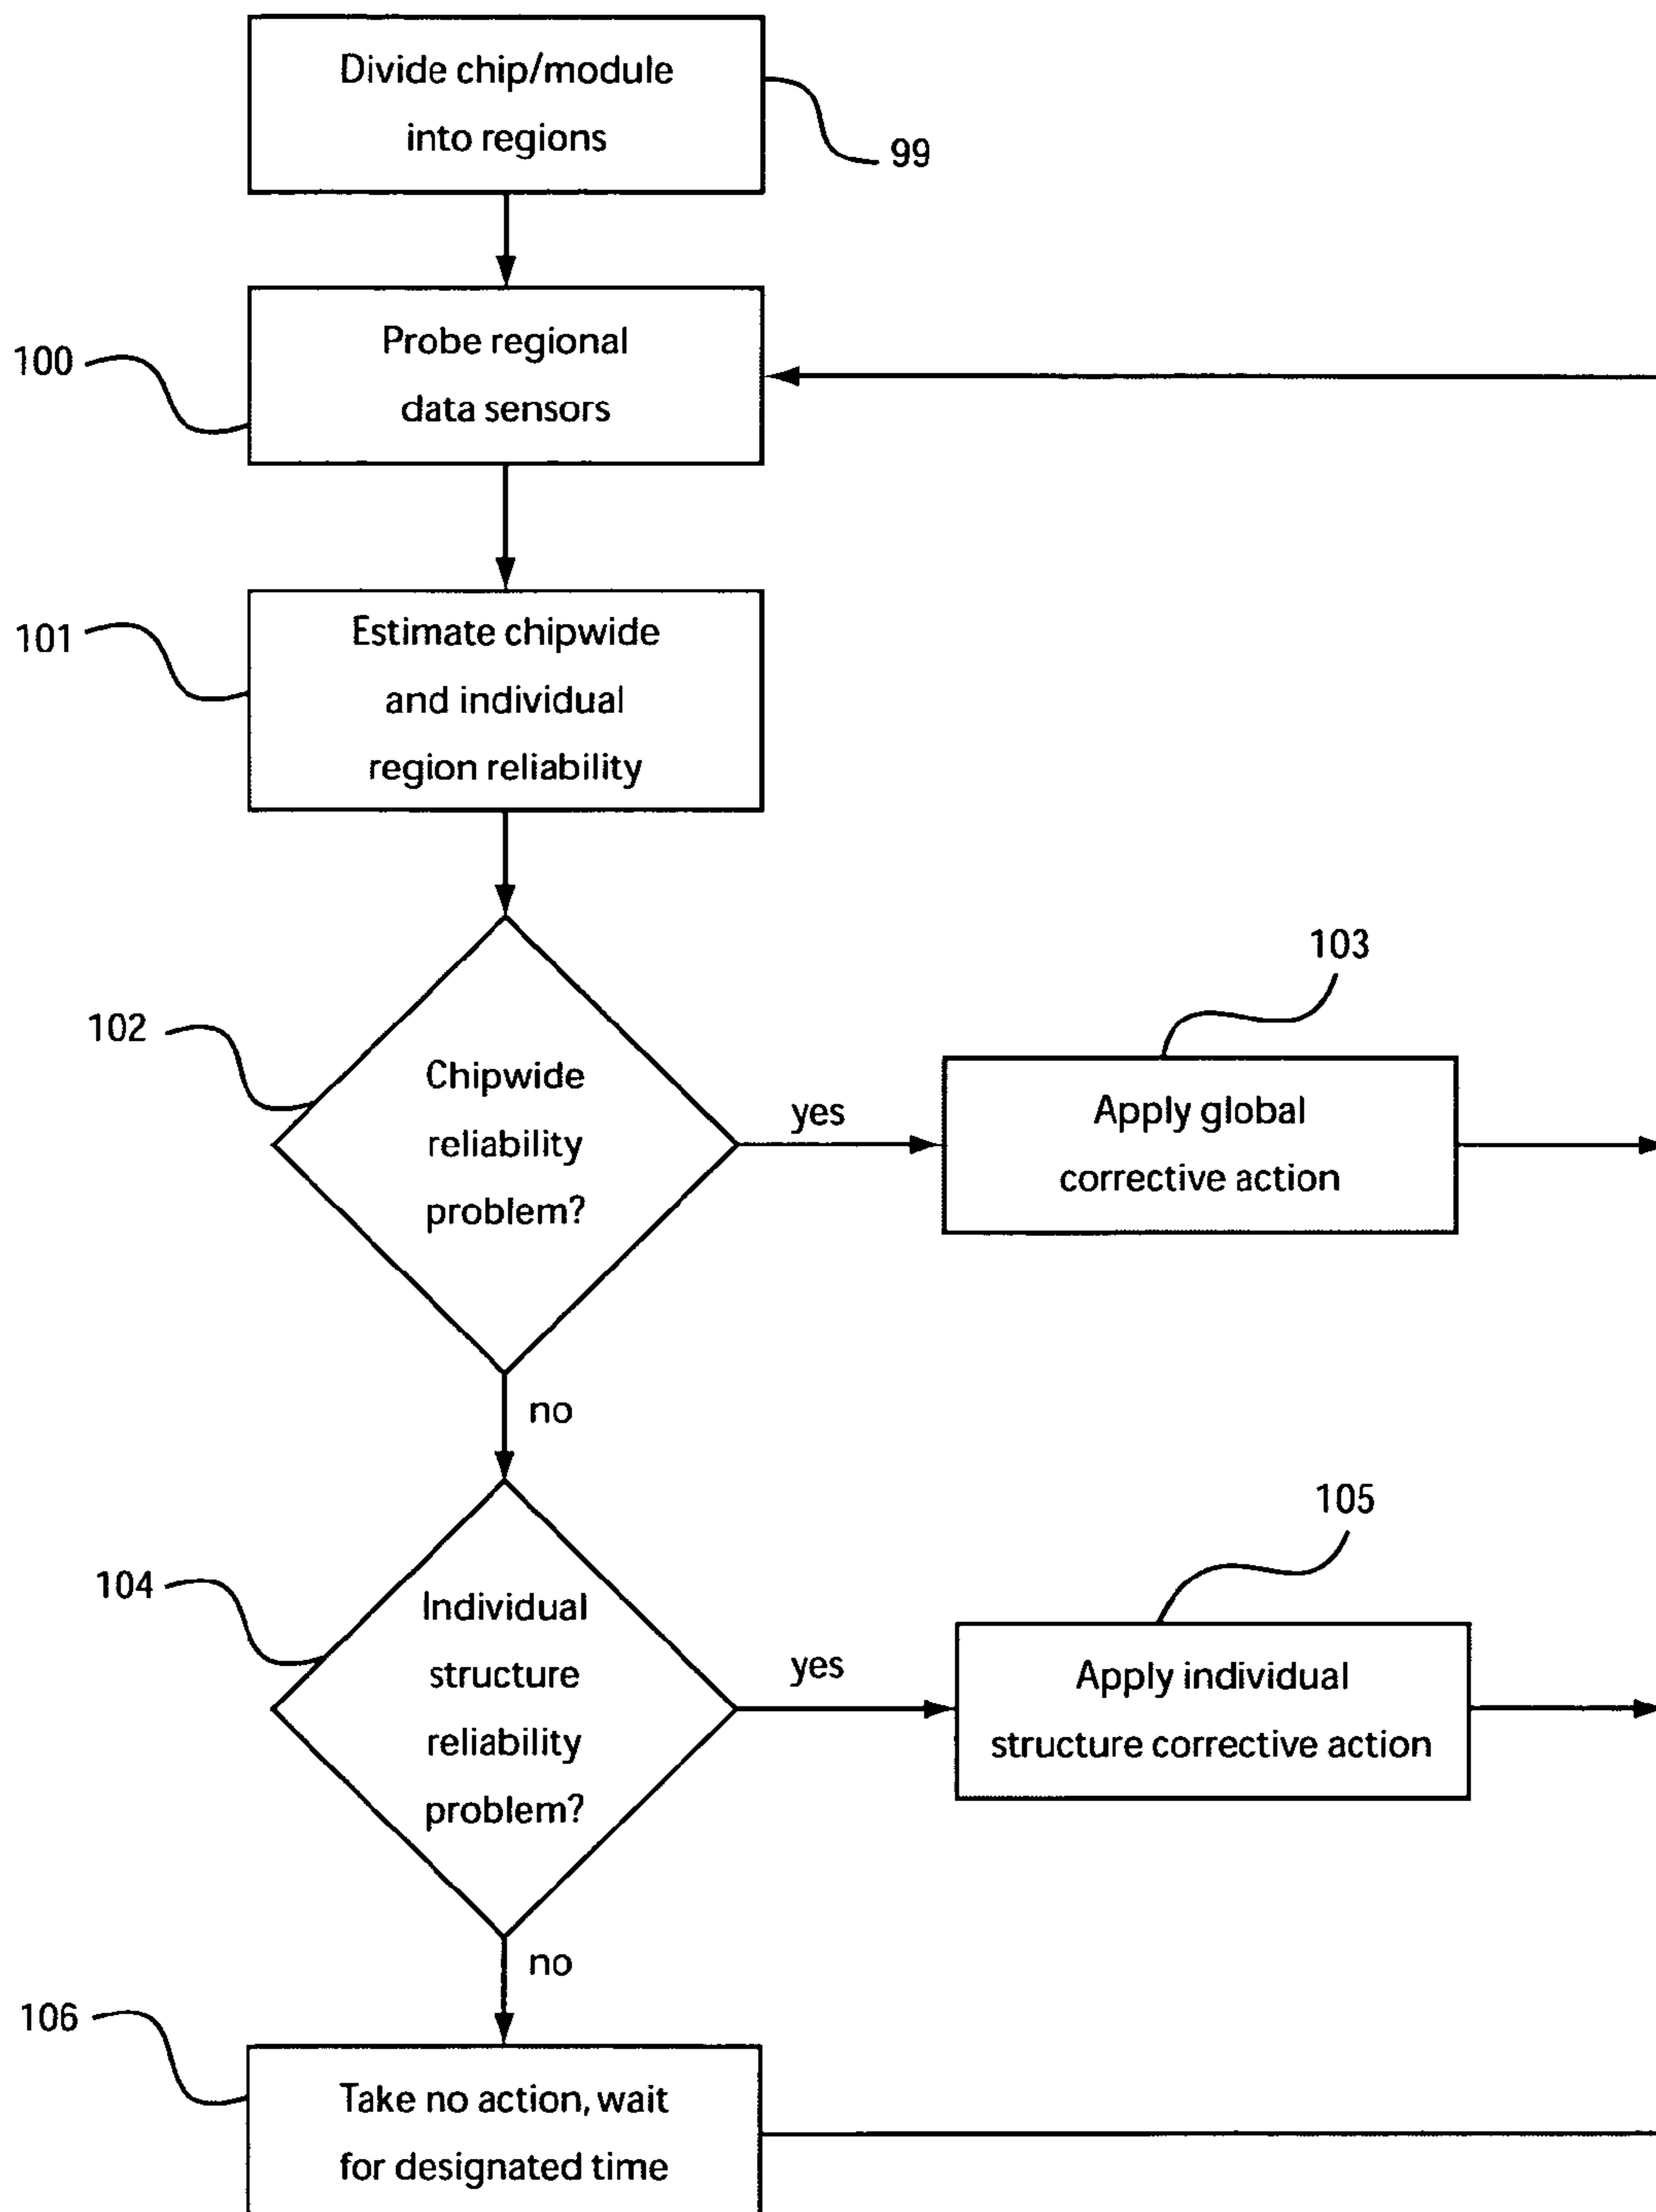 Divide chip/module
into regions
99
Probe regional
data sensors
100
Estimate chipwide
and individual
region reliability
101
102
Chipwide
reliability
problem?
yes
103
Apply global
corrective action
no
104
Individual
structure
reliability
problem?
yes
105
Apply individual
structure corrective action
no
106
Take no action, wait
for designated time